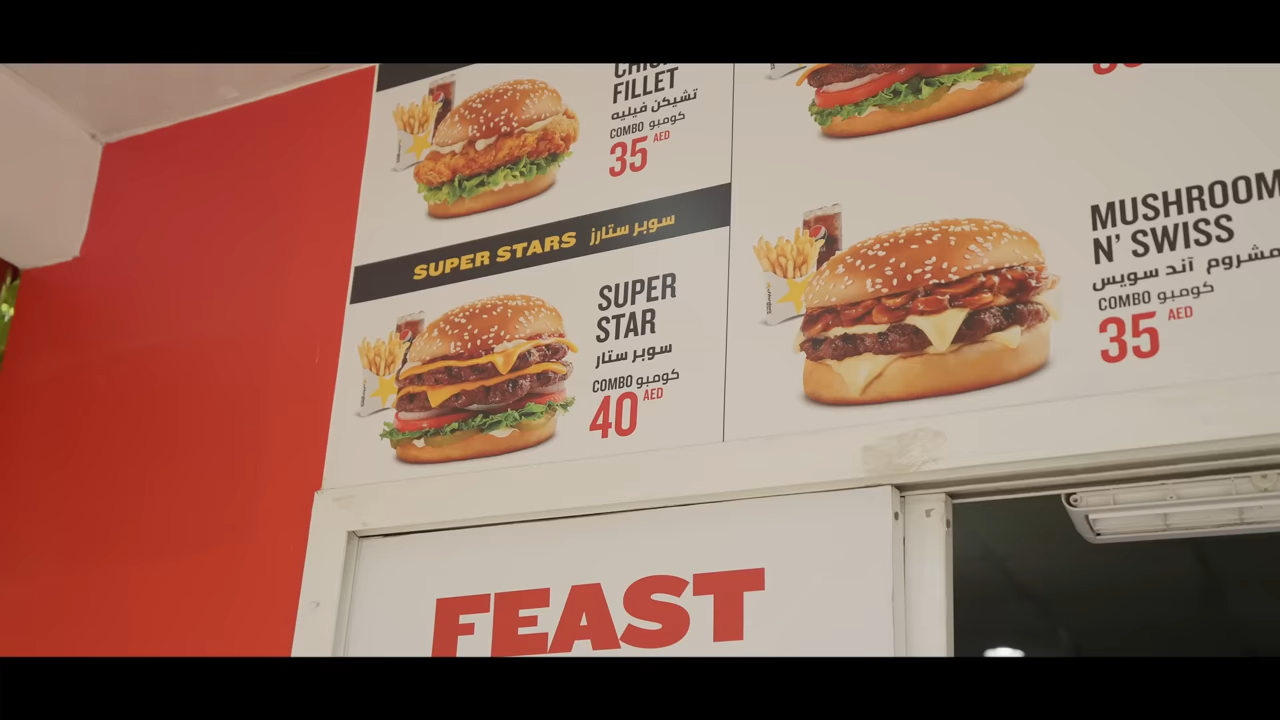 FILLET
تشيكن فيليه
COMBO كومبو
35 AED
SUPER STARS سوبر ستارز
SUPER
STAR
سوبر ستار
COMBO كومبو
40 AED
MUSHROOM
N' SWISS
مشروم آند سويس
COMBO كومبو
35 AED
FEAST